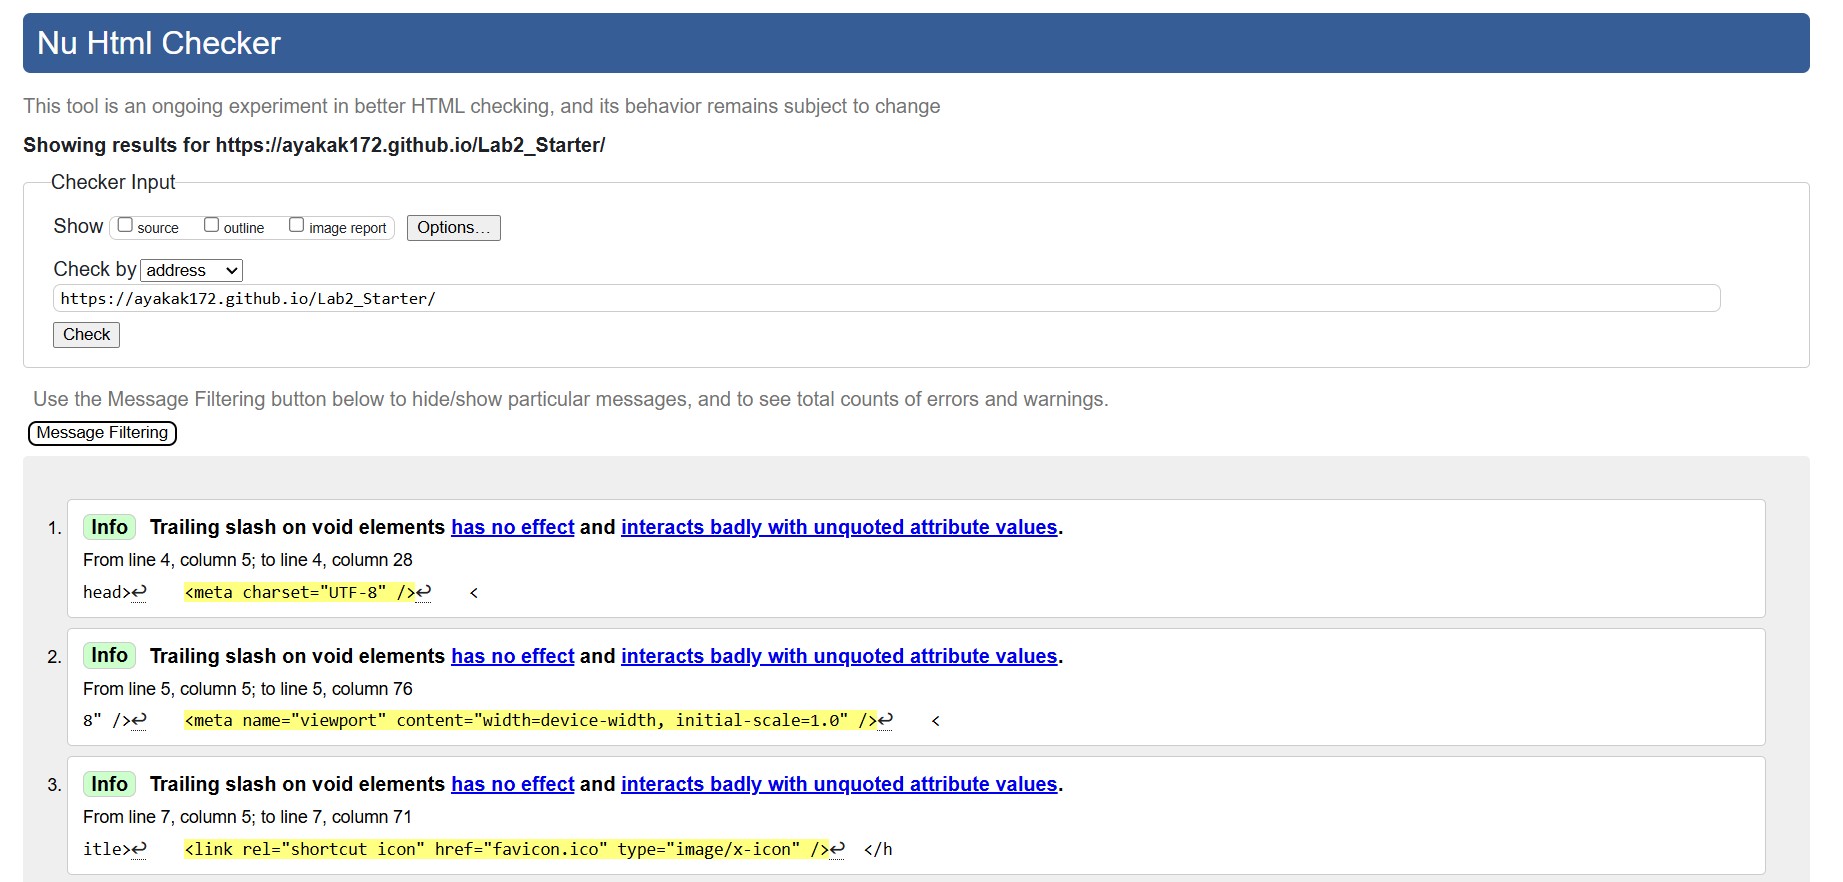 Nu Html Checker
This tool is an ongoing experiment in better HTML checking, and its behavior remains subject to change
Showing results for https://ayakak172.github.io/Lab2_Starter/
Checker Input
Show source outline image report Options...
Check by address
https://ayakak172.github.io/Lab2_Starter/
Check
Use the Message Filtering button below to hide/show particular messages, and to see total counts of errors and warnings.
Message Filtering
1. Info Trailing slash on void elements has no effect and interacts badly with unquoted attribute values.
From line 4, column 5; to line 4, column 28
head>↩ <meta charset="UTF-8" />↩ <
2. Info Trailing slash on void elements has no effect and interacts badly with unquoted attribute values.
From line 5, column 5; to line 5, column 76
8" />↩ <meta name="viewport" content="width=device-width, initial-scale=1.0" />↩ <
3. Info Trailing slash on void elements has no effect and interacts badly with unquoted attribute values.
From line 7, column 5; to line 7, column 71
itle>↩ <link rel="shortcut icon" href="favicon.ico" type="image/x-icon" />↩ </h